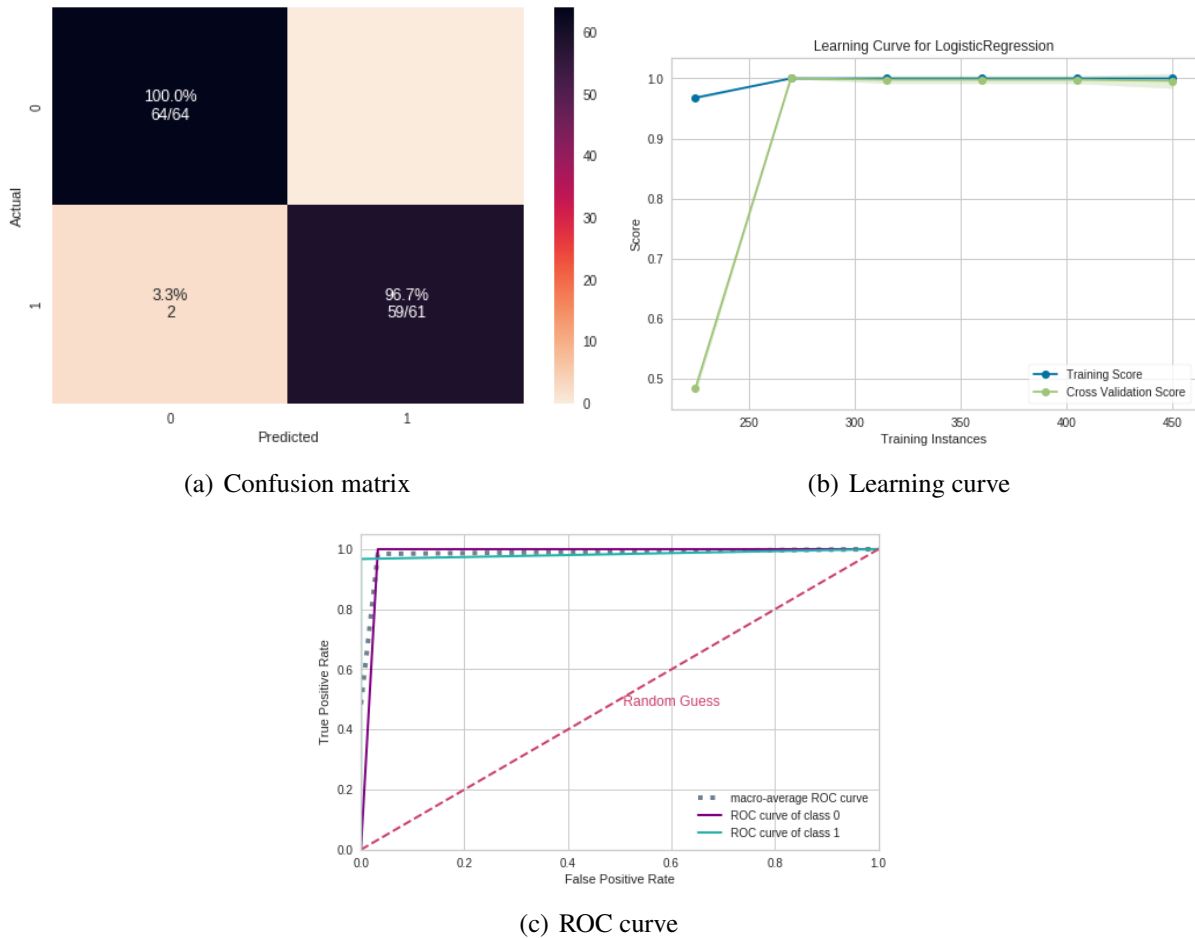 100.0%
64/64
3.3%
2
96.7%
59/61
0
1
Actual
0
1
Predicted
60
50
40
30
20
10
0
(a) Confusion matrix
Learning Curve for LogisticRegression
1.0
0.9
0.8
0.7
0.6
0.5
Score
250
300
350
400
450
Training Instances
Training Score
Cross Validation Score
(b) Learning curve
1.0
0.8
0.6
0.4
0.2
0.0
True Positive Rate
Random Guess
macro-average ROC curve
ROC curve of class 0
ROC curve of class 1
0.0
0.2
0.4
0.6
0.8
1.0
False Positive Rate
(c) ROC curve